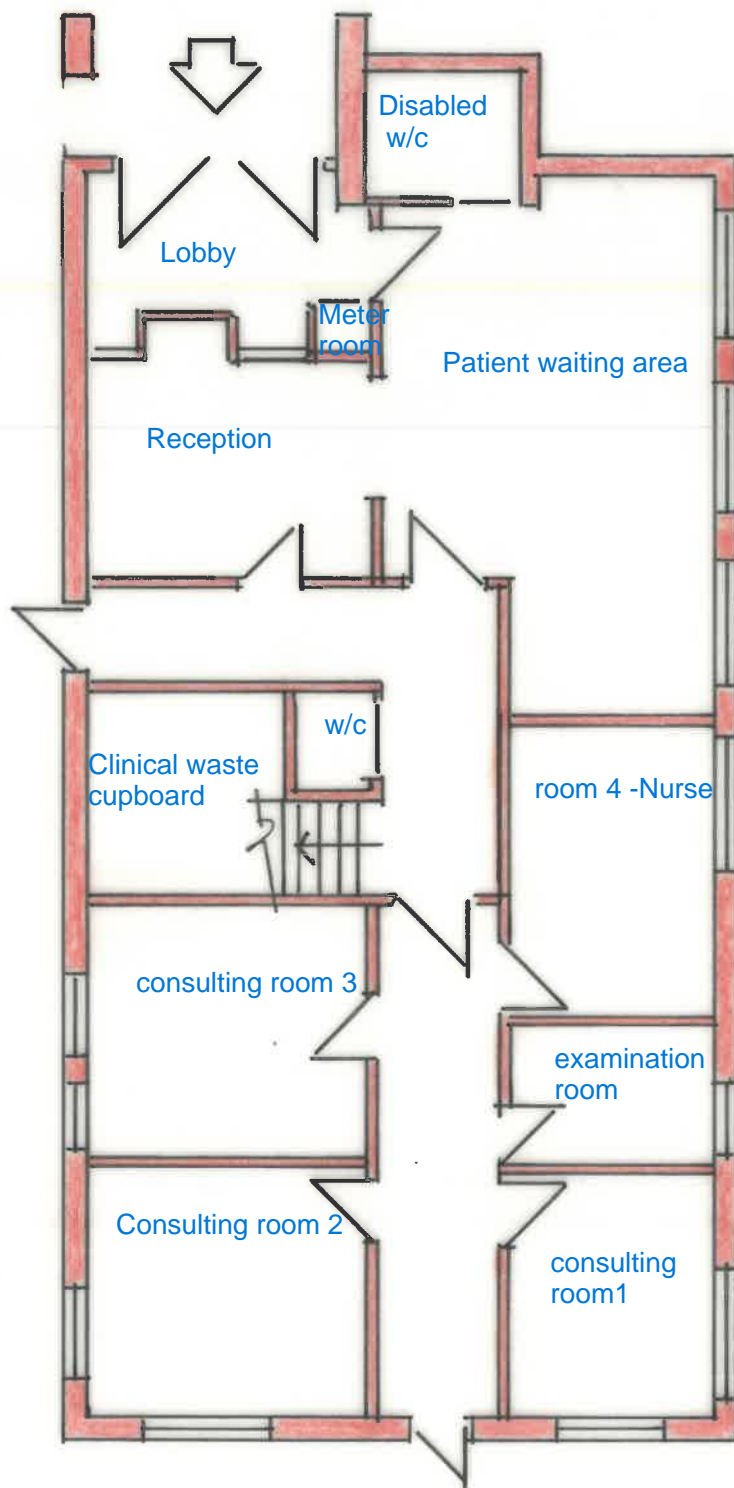 Disabled
w/c
Lobby
Meter
room
Patient waiting area
Reception
w/c
Clinical waste
cupboard
room 4 -Nurse
consulting room 3
examination
room
Consulting room 2
consulting
room1